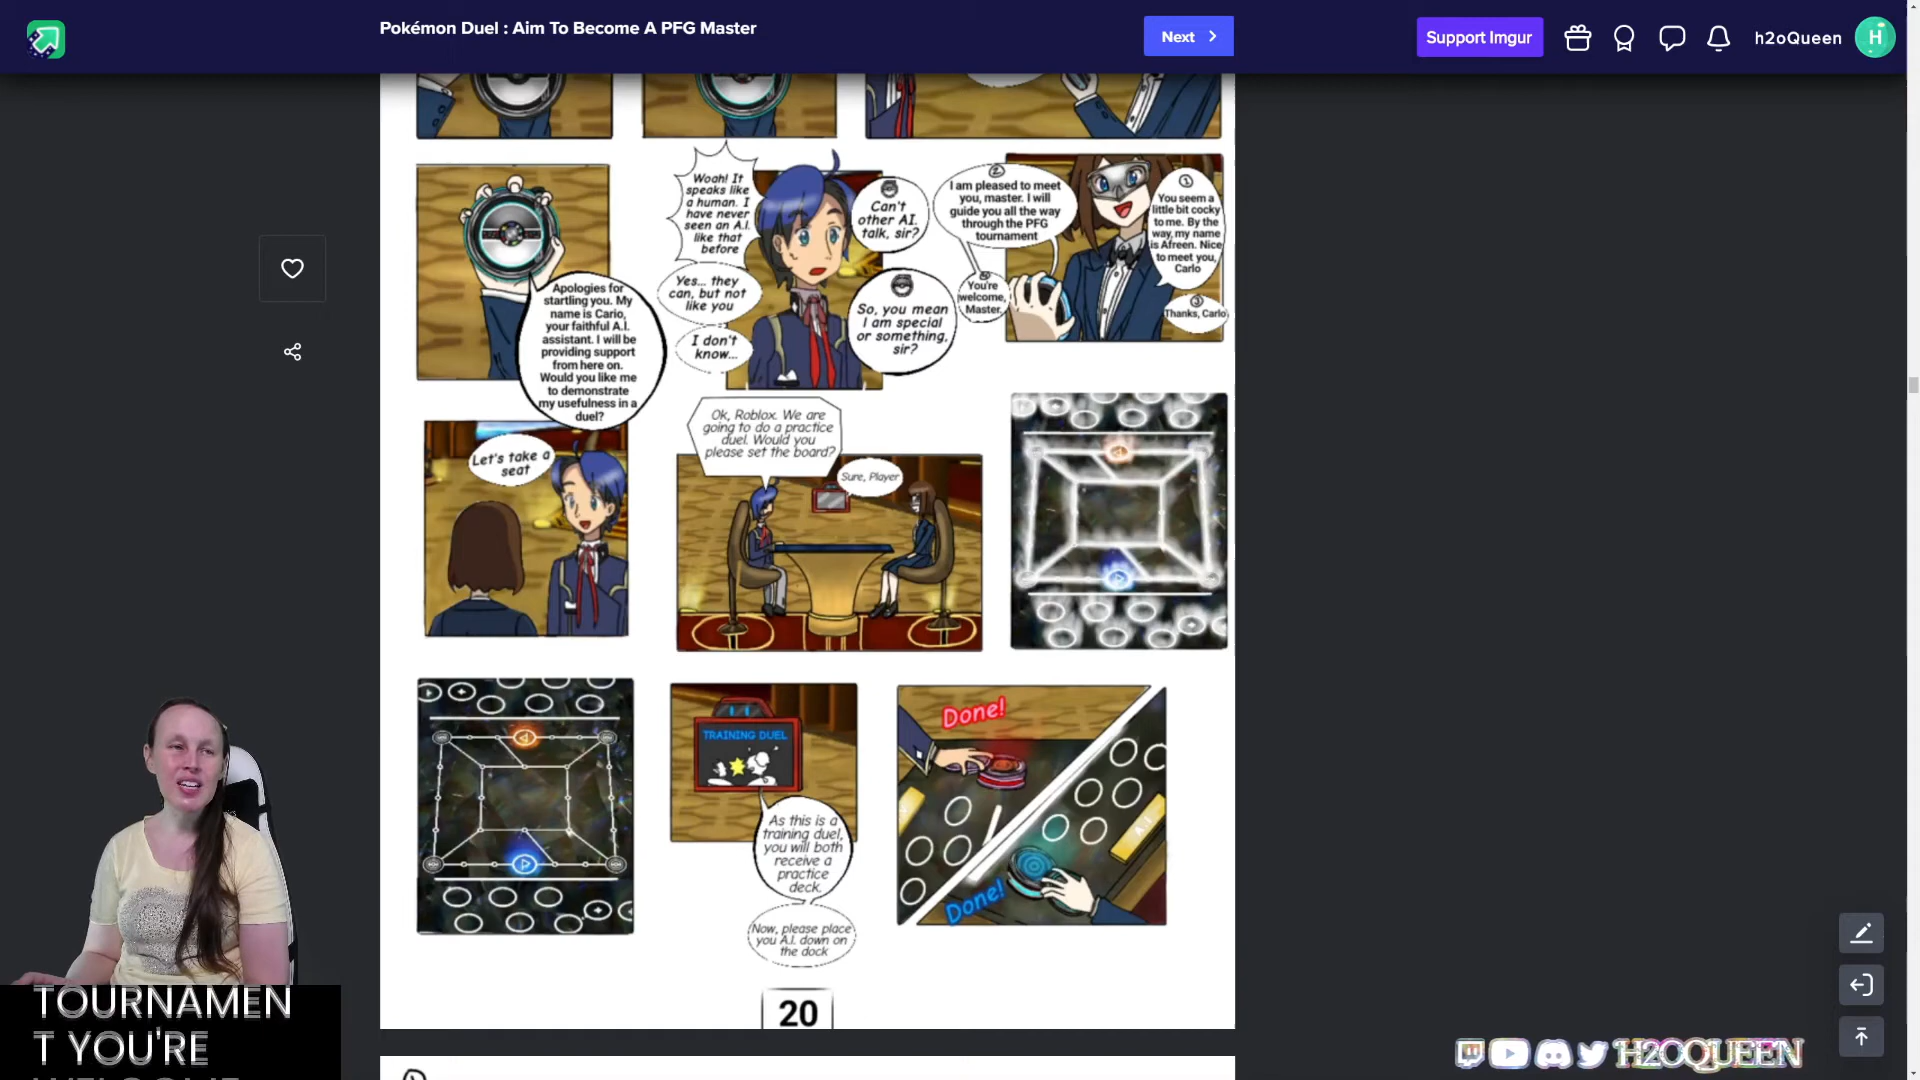 Pokémon Duel : Aim To Become A PFG Master
Next
Support Imgur
h2oQueen
H
Woah! It
speaks like
a human. I
have never
seen an A.I.
like that
before
Can't
other AI.
talk, sir?
2
I am pleased to meet
you, master. I will
guide you all the way
through the PFG
tournament
1
You seem a
little bit cocky
to me. By the
way, my name
is Afreen. Nice
to meet you,
Carlo
Yes... they
can, but not
like you
You're
welcome,
Master.
3
Thanks, Carlo
Apologies for
startling you. My
name is Cario,
your faithful A.I.
assistant. I will be
providing support
from here on.
Would you like me
to demonstrate
my usefulness in a
duel?
So, you mean
I am special
or something,
sir?
I don't
know...
Let's take a
seat
Ok, Roblox. We are
going to do a practice
duel. Would you
please set the board?
Sure, Player
TRAINING DUEL
As this is a
training duel,
you will both
receive a
practice
deck.
Now, please place
you A.I. down on
the dock
Done!
A.I
Done!
20
TOURNAMEN
T YOU'RE
H2OQUEEN